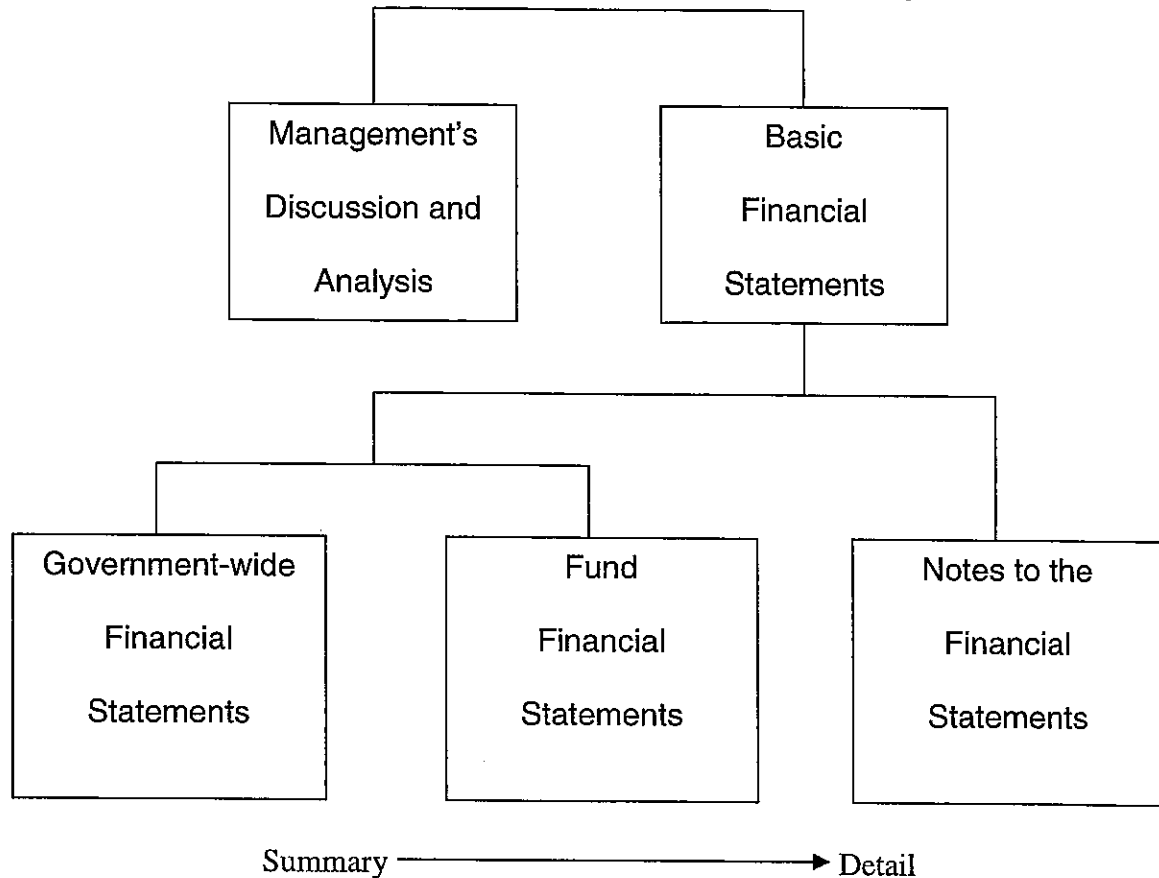 Management's
Discussion and
Analysis
Basic
Financial
Statements
Government-wide
Financial
Statements
Fund
Financial
Statements
Notes to the
Financial
Statements
Summary
Detail